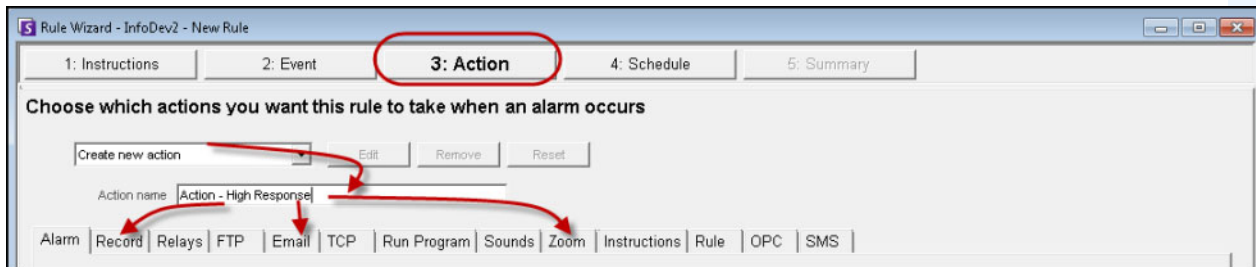 Rule Wizard - InfoDev2 - New Rule
1: Instructions 2: Event 3: Action 4: Schedule 5: Summary
Choose which actions you want this rule to take when an alarm occurs
Create new action Edit Remove Reset
Action name Action - High Response
Alarm Record Relays FTP Email TCP Run Program Sounds Zoom Instructions Rule OPC SMS